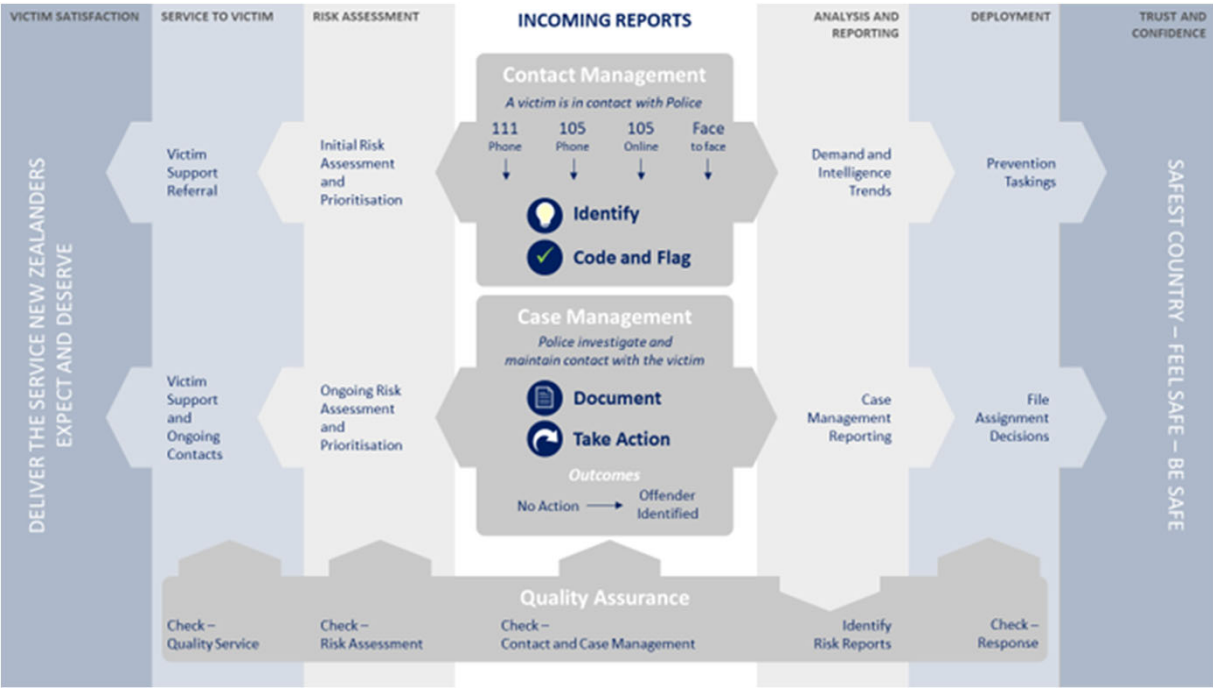 VICTIM SATISFACTION
SERVICE TO VICTIM
RISK ASSESSMENT
INCOMING REPORTS
ANALYSIS AND
REPORTING
DEPLOYMENT
TRUST AND
CONFIDENCE
DELIVER THE SERVICE NEW ZEALANDERS
EXPECT AND DESERVE
Victim
Support
Referral
Initial Risk
Assessment
and
Prioritisation
Contact Management
A victim is in contact with Police
111
Phone
105
Phone
105
Online
Face
to face
Identify
Code and Flag
Demand and
Intelligence
Trends
Prevention
Taskings
Victim
Support
and
Ongoing
Contacts
Ongoing Risk
Assessment
and
Prioritisation
Case Management
Police investigate and
maintain contact with the victim
Document
Take Action
Outcomes
No Action
Offender
Identified
Case
Management
Reporting
File
Assignment
Decisions
SAFEST COUNTRY – FEEL SAFE – BE SAFE
Quality Assurance
Check –
Quality Service
Check –
Risk Assessment
Check –
Contact and Case Management
Identify
Risk Reports
Check –
Response